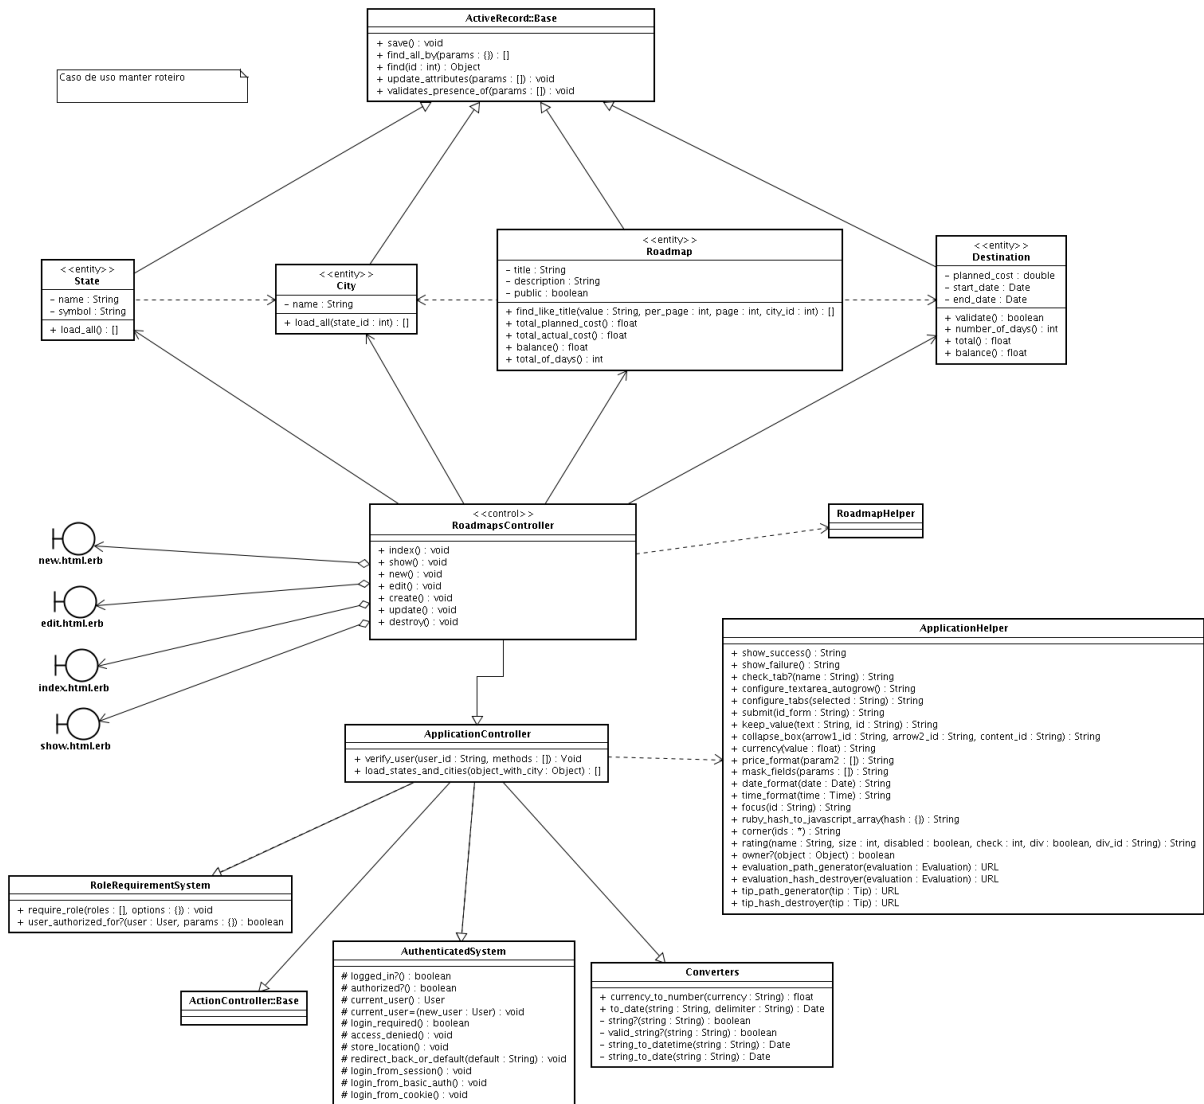 ActiveRecord::Base
+ save() : void
+ find_all_by(params : {}) : []
+ find(id : int) : Object
+ update_attributes(params : []) : void
+ validates_presence_of(params : []) : void
Caso de uso manter roteiro
<<entity>>
State
- name : String
- symbol : String
+ load_all() : []
<<entity>>
City
- name : String
+ load_all(state_id : int) : []
<<entity>>
Roadmap
- title : String
- description : String
- public : boolean
+ find_like_title(value : String, per_page : int, page : int, city_id : int) : []
+ total_planned_cost() : float
+ total_actual_cost() : float
+ balance() : float
+ total_of_days() : int
<<entity>>
Destination
- planned_cost : double
- start_date : Date
- end_date : Date
+ validate() : boolean
+ number_of_days() : int
+ total() : float
+ balance() : float
<<control>>
RoadmapsController
+ index() : void
+ show() : void
+ new() : void
+ edit() : void
+ create() : void
+ update() : void
+ destroy() : void
RoadmapHelper
new.html.erb
edit.html.erb
index.html.erb
show.html.erb
ApplicationHelper
+ show_success() : String
+ show_failure() : String
+ check_tab?(name : String) : String
+ configure_textarea_autogrow() : String
+ configure_tabs(selected : String) : String
+ submit(id_form : String) : String
+ keep_value(text : String, id : String) : String
+ collapse_box(arrow1_id : String, arrow2_id : String, content_id : String) : String
+ currency(value : float) : String
+ price_format(param2 : []) : String
+ mask_fields(params : []) : String
+ date_format(date : Date) : String
+ time_format(time : Time) : String
+ focus(id : String) : String
+ ruby_hash_to_javascript_array(hash : {}) : String
+ corner(ids : *) : String
+ rating(name : String, size : int, disabled : boolean, check : int, div : boolean, div_id : String) : String
+ owner?(object : Object) : boolean
+ evaluation_path_generator(evaluation : Evaluation) : URL
+ evaluation_hash_destroyer(evaluation : Evaluation) : URL
+ tip_path_generator(tip : Tip) : URL
+ tip_hash_destroyer(tip : Tip) : URL
ApplicationController
+ verify_user(user_id : String, methods : []) : Void
+ load_states_and_cities(object_with_city : Object) : []
RoleRequirementSystem
+ require_role(roles : [], options : {}) : void
+ user_authorized_for?(user : User, params : {}) : boolean
ActionController::Base
AuthenticatedSystem
# logged_in?() : boolean
# authorized?() : boolean
# current_user() : User
# current_user=(new_user : User) : void
# login_required() : boolean
# access_denied() : void
# store_location() : void
# redirect_back_or_default(default : String) : void
# login_from_session() : void
# login_from_basic_auth() : void
# login_from_cookie() : void
Converters
+ currency_to_number(currency : String) : float
+ to_date(string : String, delimiter : String) : Date
- string?(string : String) : boolean
- valid_string?(string : String) : boolean
- string_to_datetime(string : String) : Date
- string_to_date(string : String) : Date